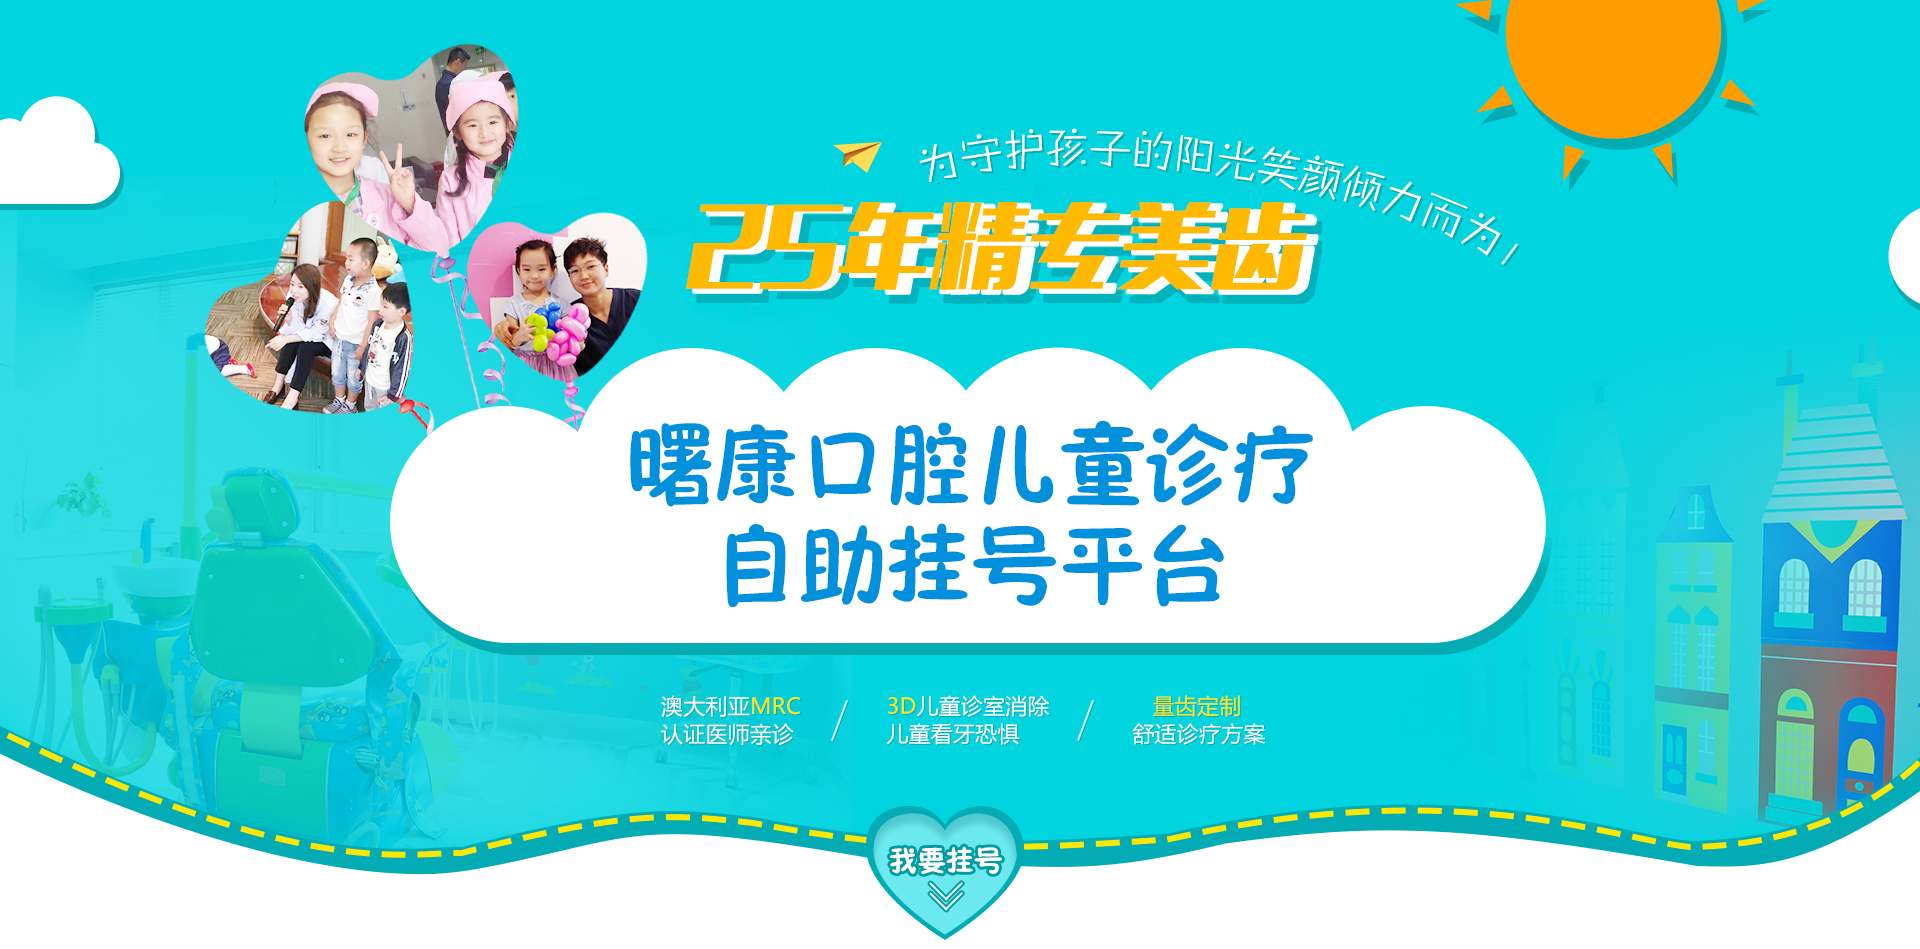 为守护孩子的阳光笑颜倾力而为!
25年精专美齿
曙康口腔儿童诊疗
自助挂号平台
澳大利亚MRC
认证医师亲诊
3D儿童诊室消除
儿童看牙恐惧
量齿定制
舒适诊疗方案
我要挂号